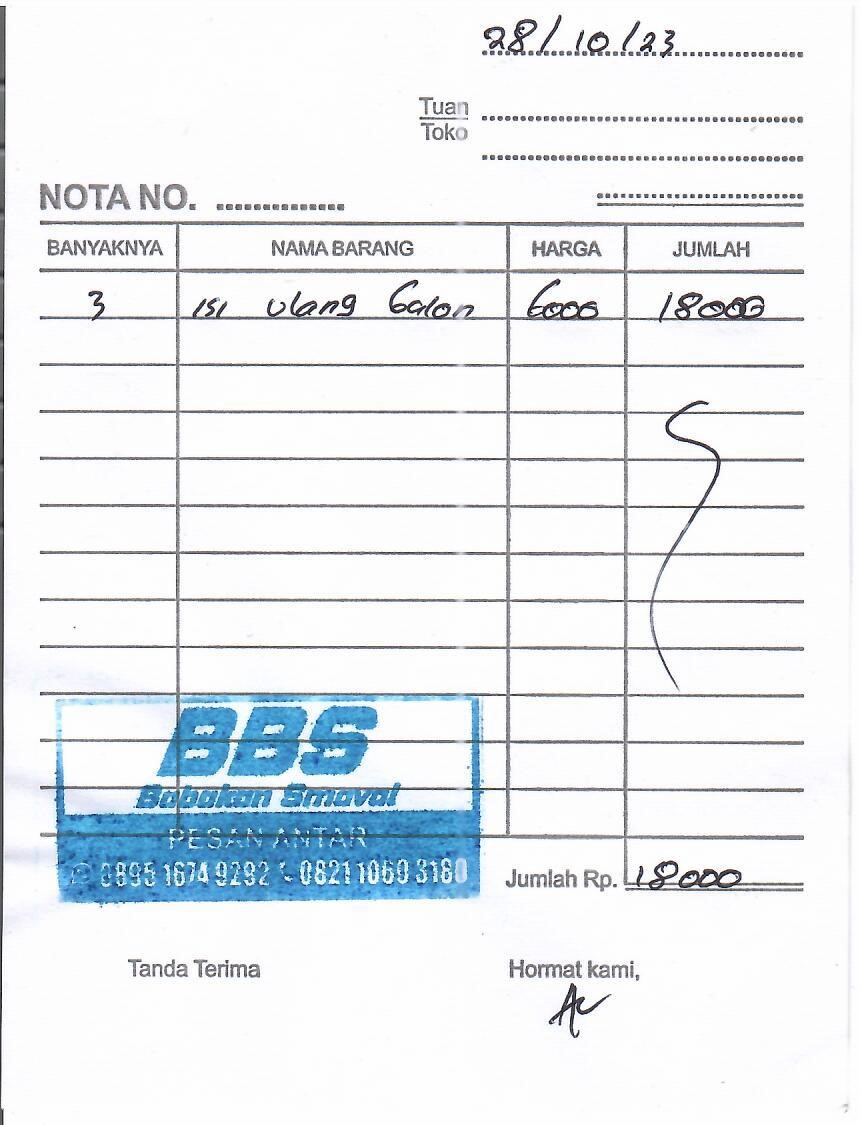 28/10/23
Tuan
Toko
NOTA NO.
BANYAKNYA NAMA BARANG HARGA JUMLAH
3 isi ulang Galon 6000 18000
BBS
Babakan Smaval
PESAN ANTAR
0895 1674 9292 0821 1060 3180
Jumlah Rp. 18000
Tanda Terima Hormat kami,